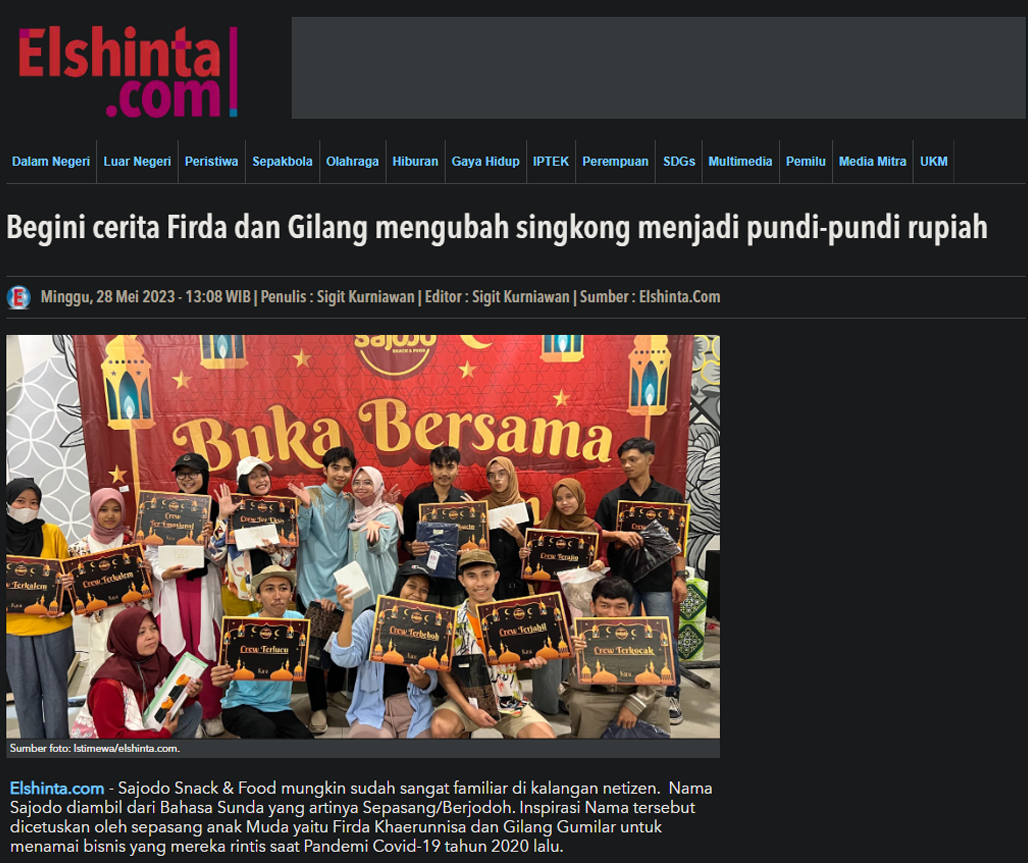 Elshinta
.com
Dalam Negeri Luar Negeri Peristiwa Sepakbola Olahraga Hiburan Gaya Hidup IPTEK Perempuan SDGs Multimedia Pemilu Media Mitra UKM
Begini cerita Firda dan Gilang mengubah singkong menjadi pundi-pundi rupiah
Minggu, 28 Mei 2023 - 13:08 WIB | Penulis : Sigit Kurniawan | Editor : Sigit Kurniawan | Sumber : Elshinta.Com
Sajodo
SNACK & FOOD
Buka Bersama
Crew
Crew
Crew Terajin
Crew Terkalem
Crew Terheboh
Crew Terjahil
Crew Terlucu
Crew Terkocak
Sumber foto: Istimewa/elshinta.com.
Elshinta.com - Sajodo Snack & Food mungkin sudah sangat familiar di kalangan netizen. Nama
Sajodo diambil dari Bahasa Sunda yang artinya Sepasang/Berjodoh. Inspirasi Nama tersebut
dicetuskan oleh sepasang anak Muda yaitu Firda Khaerunnisa dan Gilang Gumilar untuk
menamai bisnis yang mereka rintis saat Pandemi Covid-19 tahun 2020 lalu.